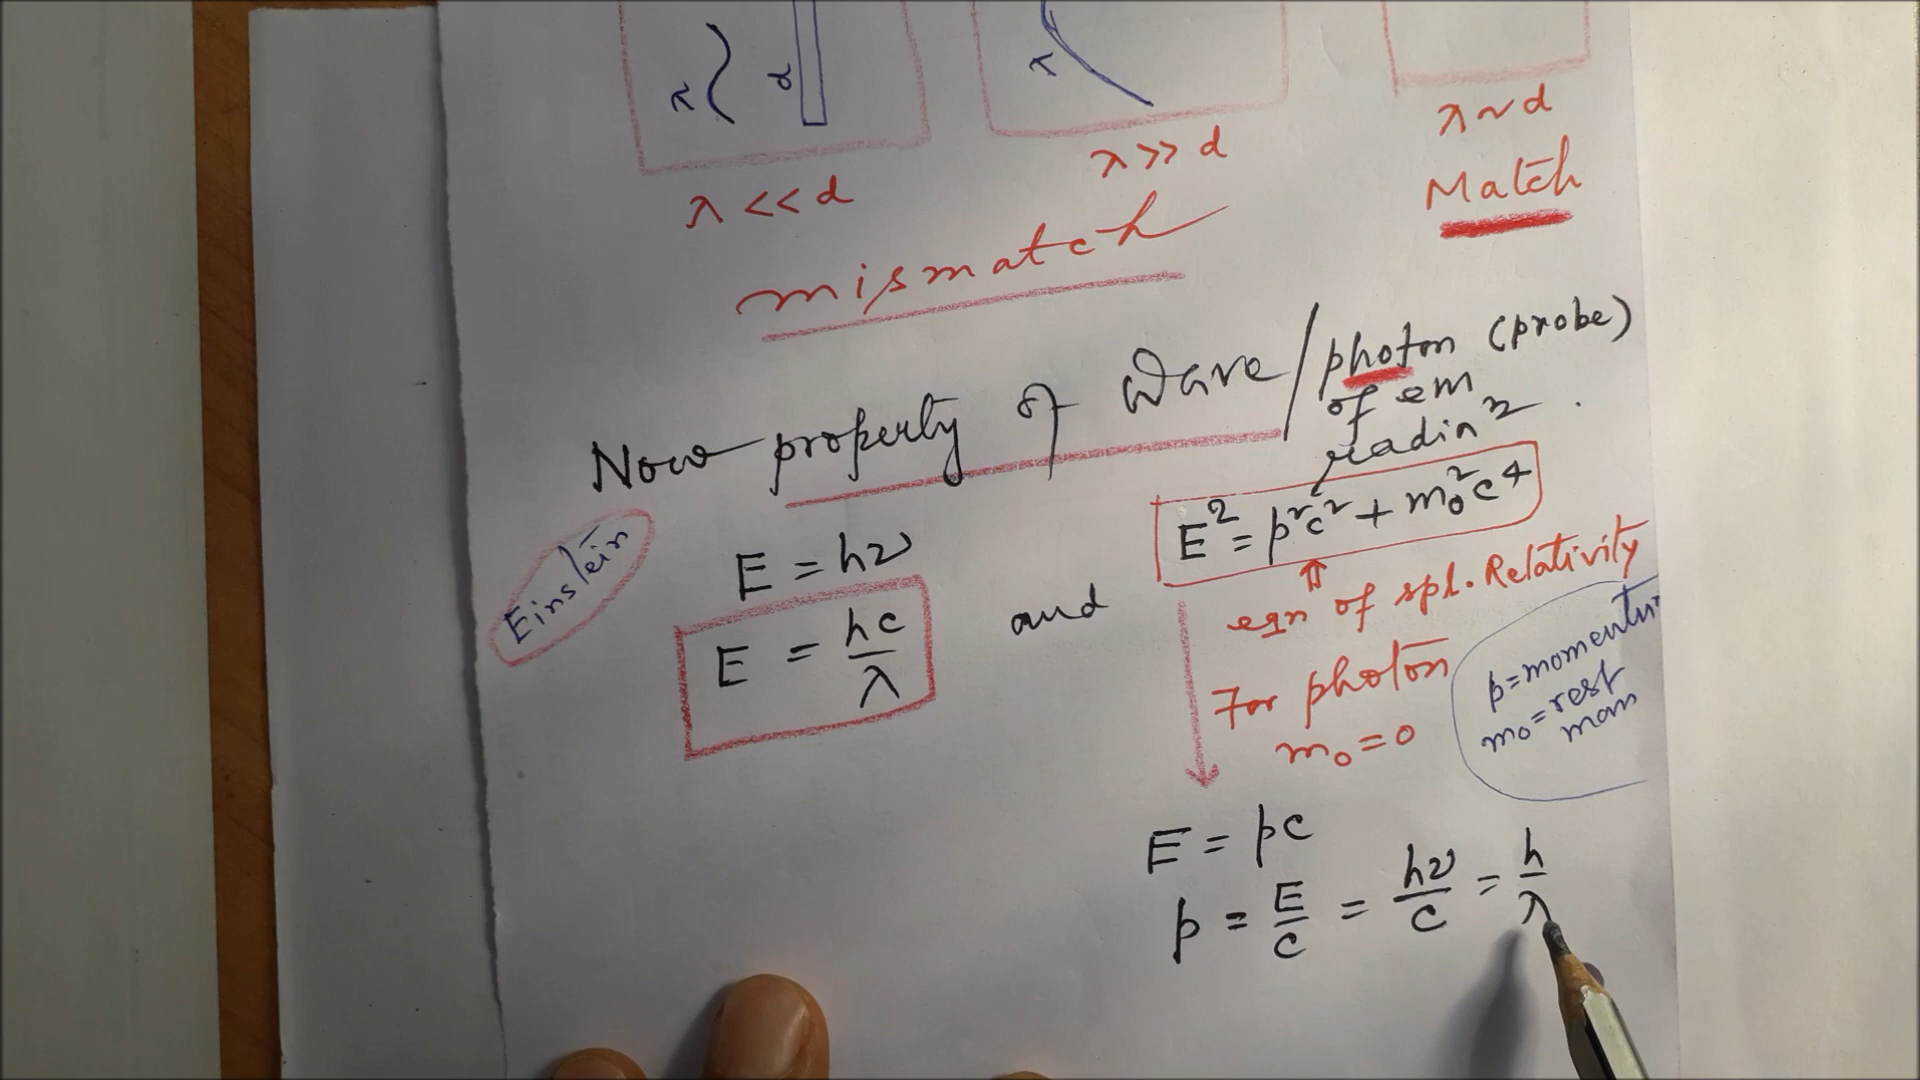 λ d λ
λ << d λ >> d λ ~ d
mismatch Match
Now property of Wave / photon (probe)
of em
radiaⁿ.
Einstein
E = hν and E² = p²c² + m₀²c⁴
E = hc/λ
eqn of spl. Relativity
For photon
m₀ = 0
p = momentum
m₀ = rest
mass
E = pc
p = E/c = hν/c = h/λ